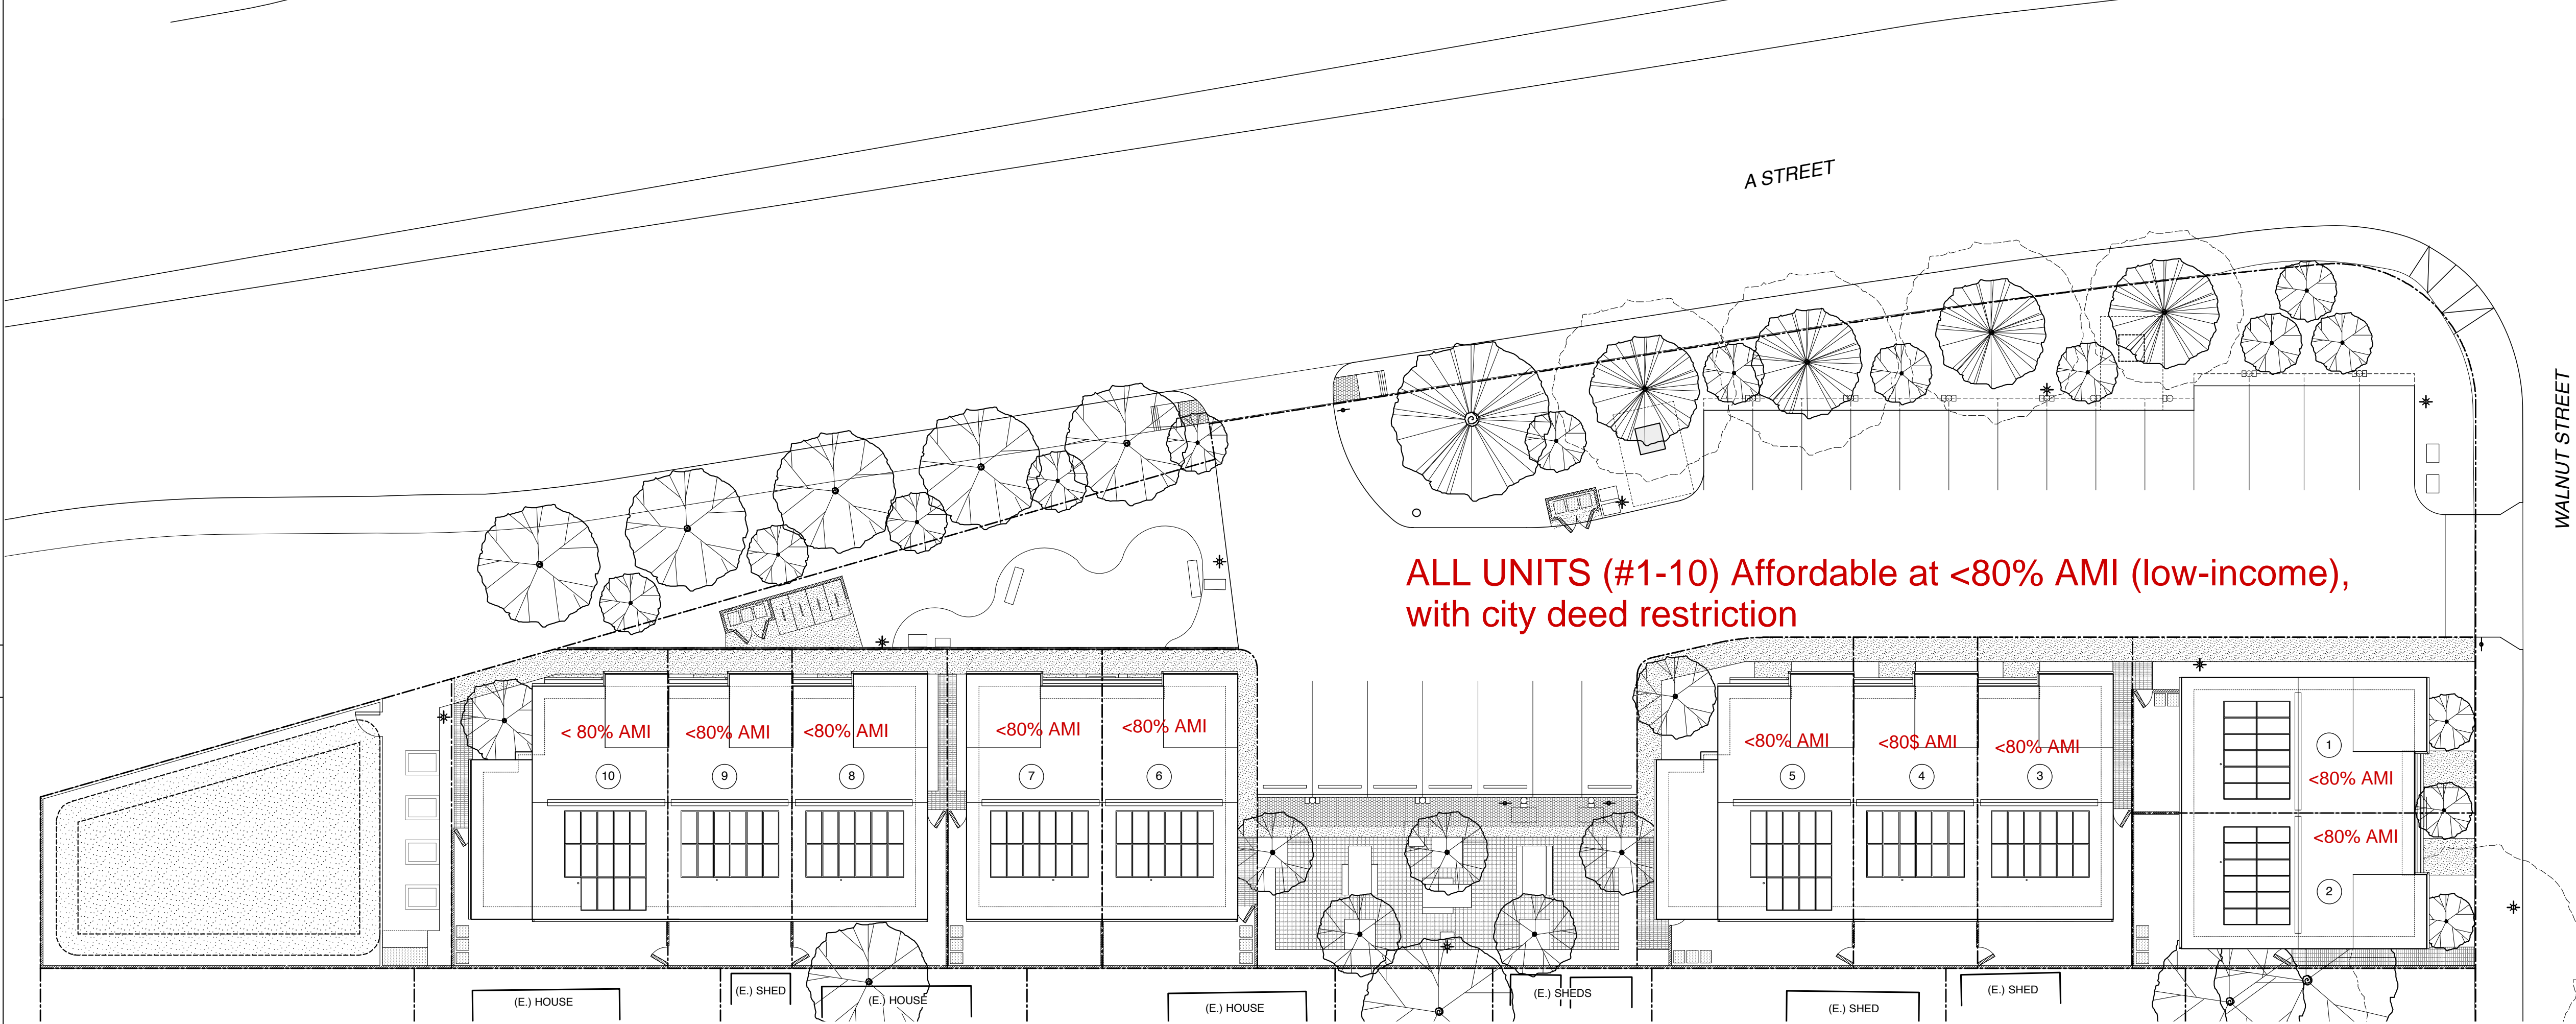 A STREET
WALNUT STREET
ALL UNITS (#1-10) Affordable at <80% AMI (low-income),
with city deed restriction
< 80% AMI
<80% AMI
<80% AMI
<80% AMI
<80% AMI
<80% AMI
<80$ AMI
<80% AMI
10
9
8
7
6
5
4
3
1
<80% AMI
<80% AMI
2
(E.) HOUSE
(E.) SHED
(E.) HOUSE
(E.) HOUSE
(E.) SHEDS
(E.) SHED
(E.) SHED